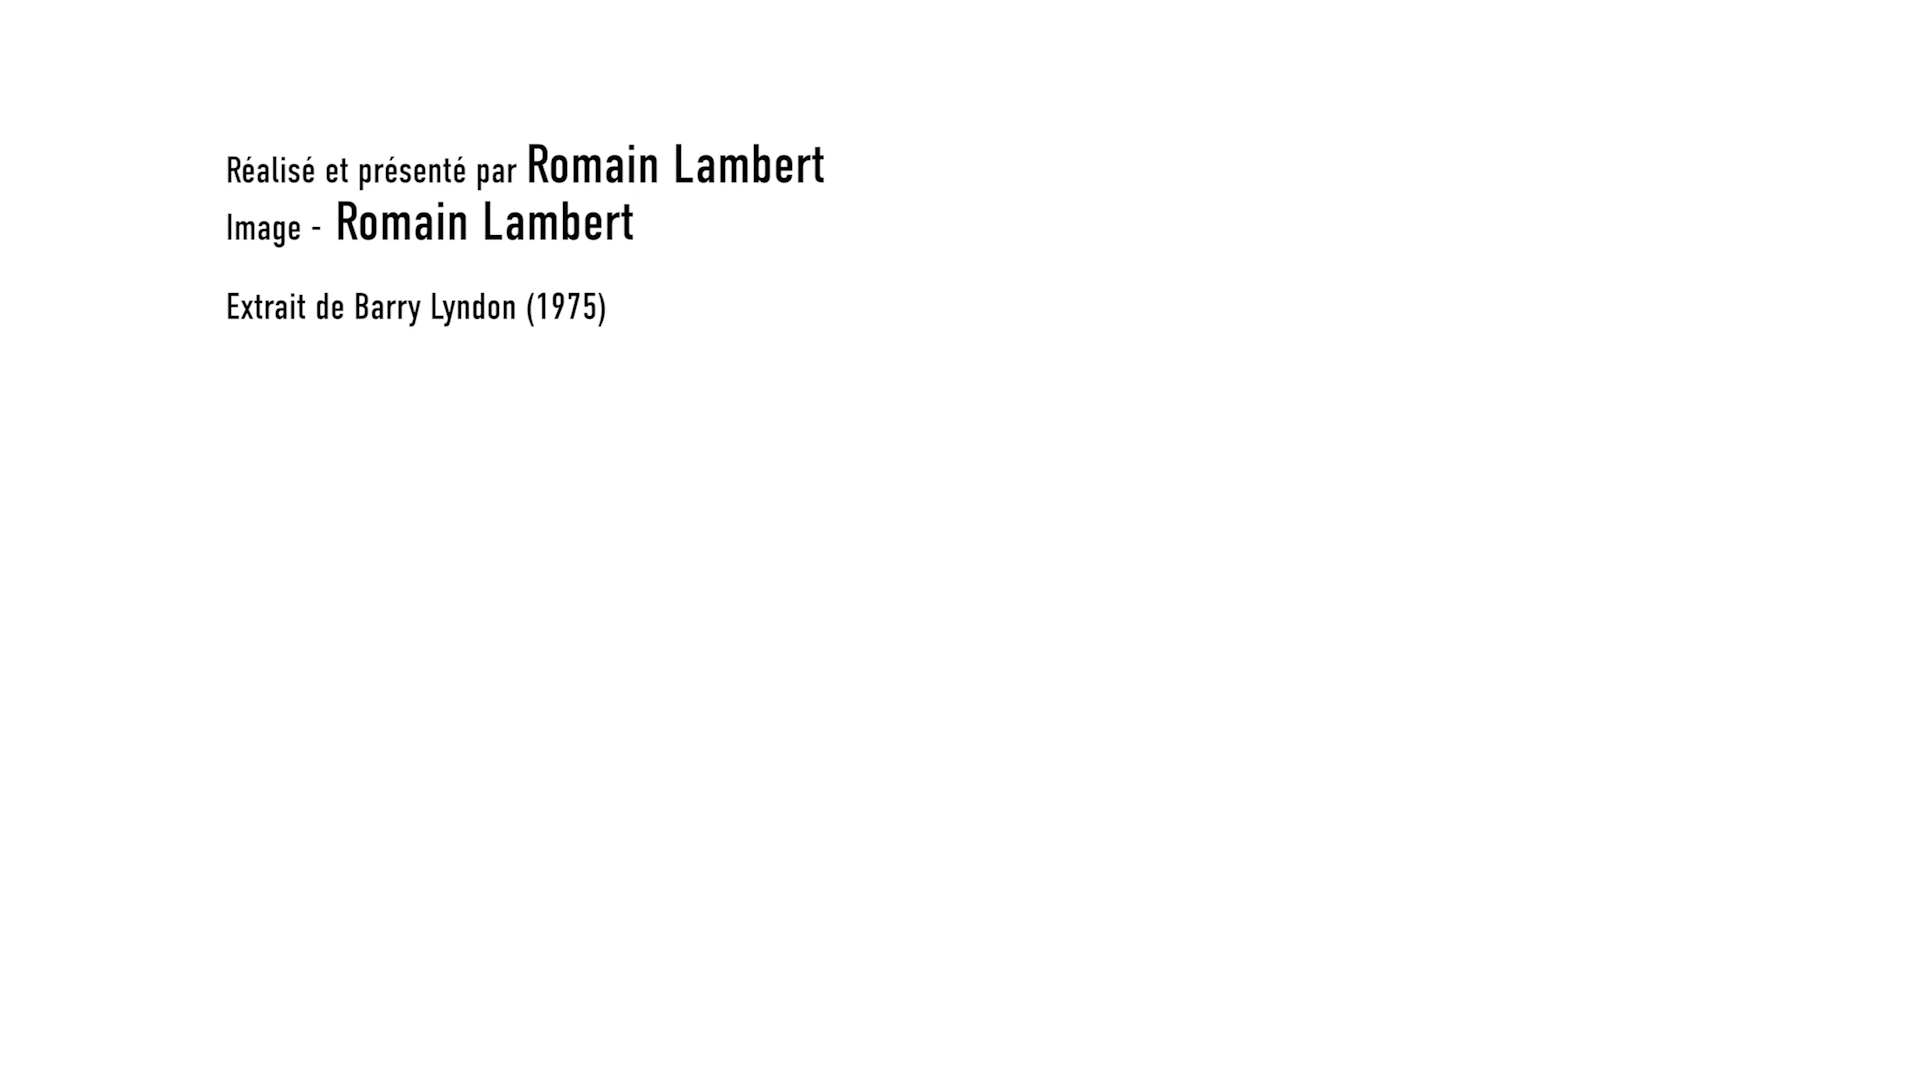 Réalisé et présenté par Romain Lambert
Image - Romain Lambert
Extrait de Barry Lyndon (1975)